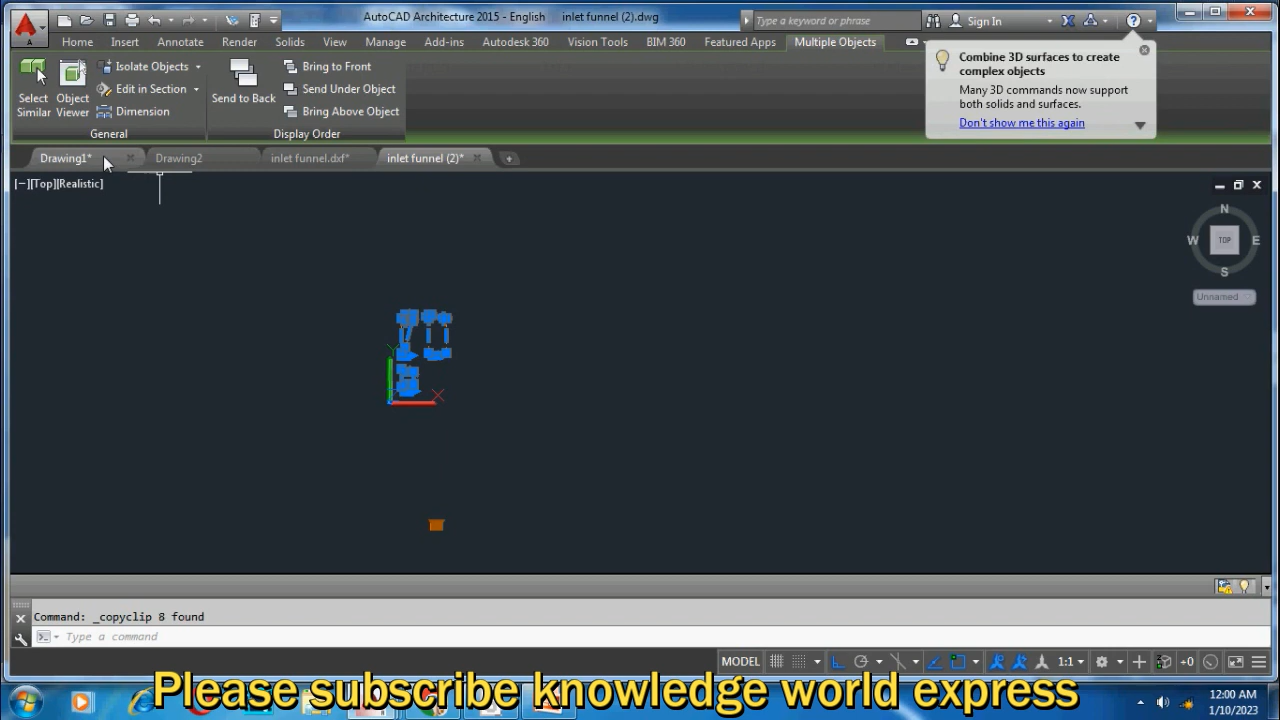 AutoCAD Architecture 2015 - English inlet funnel (2).dwg
Type a keyword or phrase
Sign In
Home Insert Annotate Render Solids View Manage Add-ins Autodesk 360 Vision Tools BIM 360 Featured Apps Multiple Objects
Select Similar
Object Viewer
Isolate Objects
Edit in Section
Dimension
General
Send to Back
Bring to Front
Send Under Object
Bring Above Object
Display Order
Combine 3D surfaces to create
complex objects
Many 3D commands now support
both solids and surfaces.
Don't show me this again
Drawing1* Drawing2 inlet funnel.dxf* inlet funnel (2)*
[−][Top][Realistic]
N
W TOP E
S
Unnamed
Y
X
Command: _copyclip 8 found
Type a command
MODEL 1:1 +0
Please subscribe knowledge world express
12:00 AM
1/10/2023